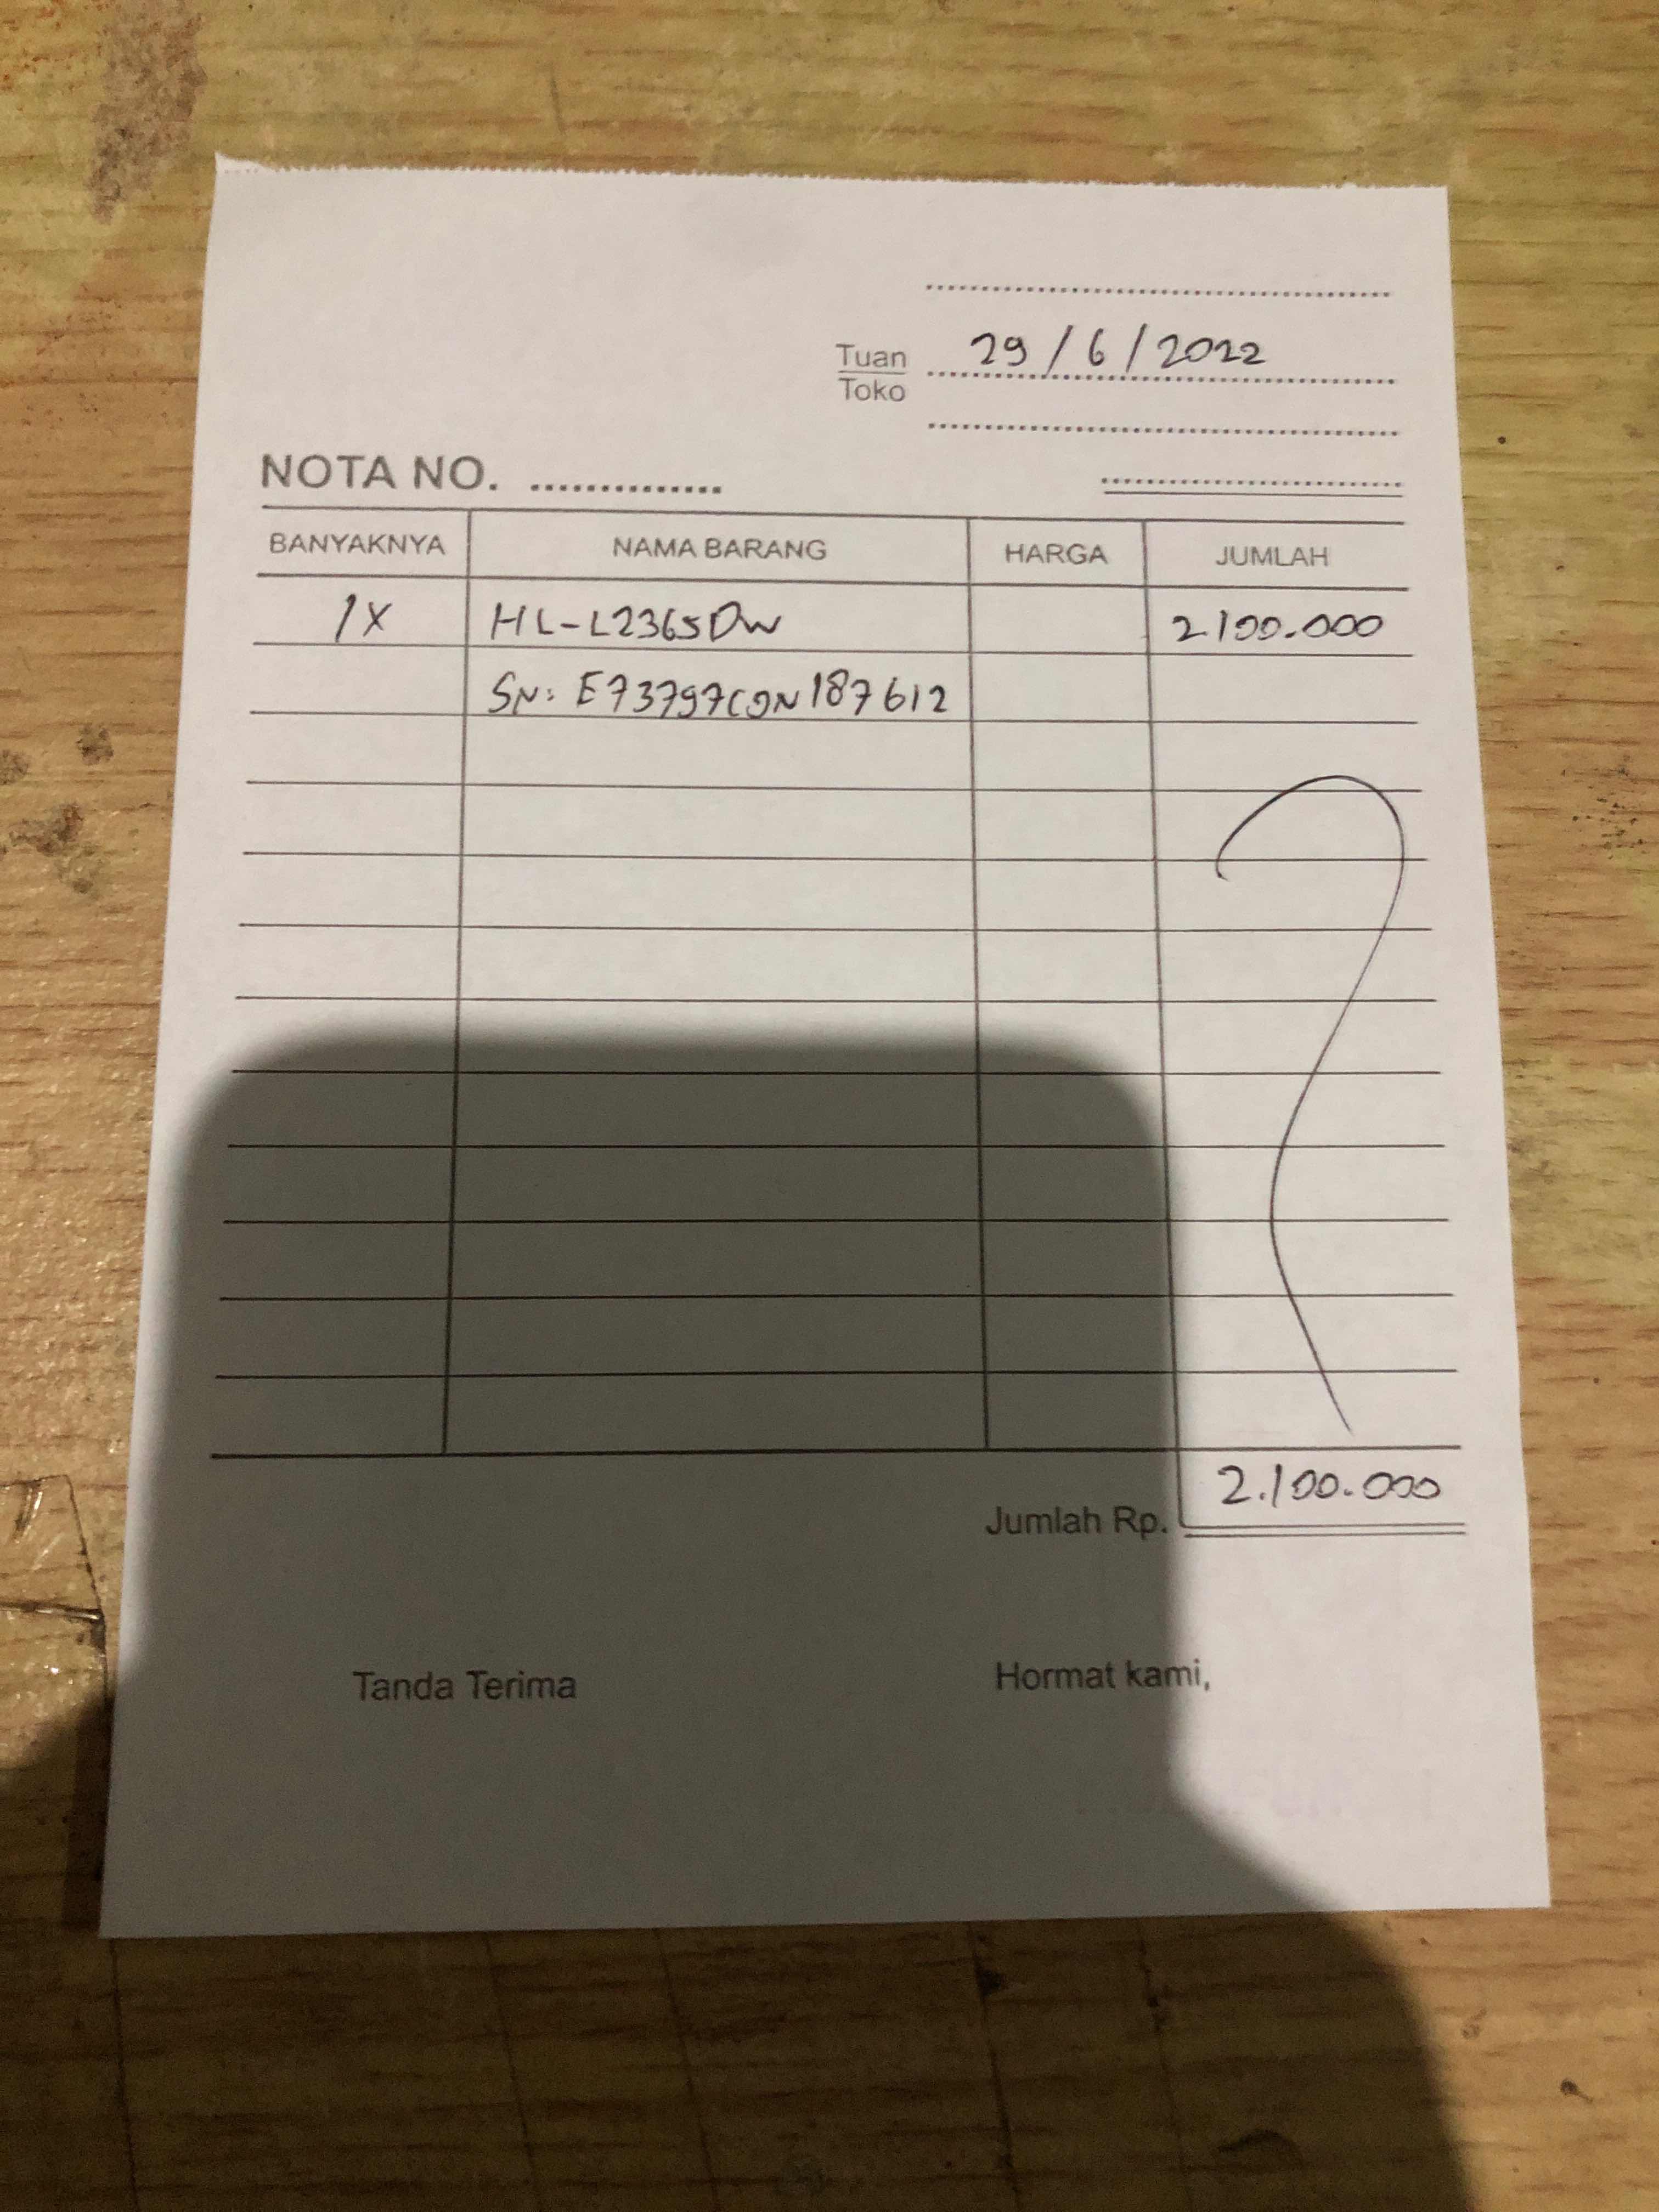 Tuan 29/6/2022
Toko
NOTA NO. ..............
BANYAKNYA NAMA BARANG HARGA JUMLAH
1X HL-L2365DW 2.100.000
SN: E73797C0N187612
Jumlah Rp. 2.100.000
Tanda Terima Hormat kami,